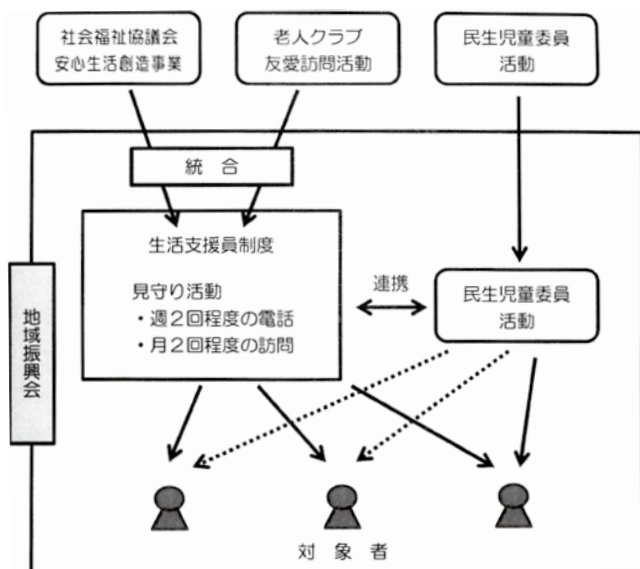 社会福祉協議会
安心生活創造事業
老人クラブ
友愛訪問活動
民生児童委員
活動
統 合
生活支援員制度
見守り活動
・週2回程度の電話
・月2回程度の訪問
連携
民生児童委員
活動
地域振興会
対 象 者